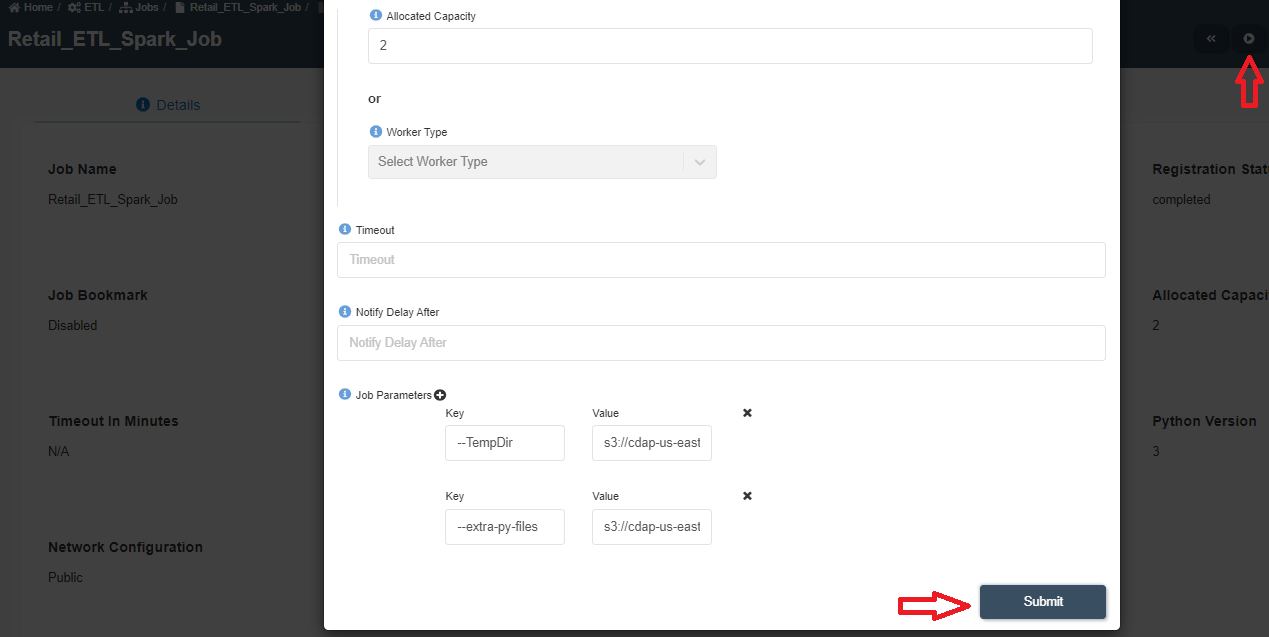 Home / ETL / Jobs / Retail_ETL_Spark_Job /
Retail_ETL_Spark_Job
Details
Job Name
Retail_ETL_Spark_Job
Job Bookmark
Disabled
Timeout In Minutes
N/A
Network Configuration
Public
Allocated Capacity
2
or
Worker Type
Select Worker Type
Timeout
Timeout
Notify Delay After
Notify Delay After
Job Parameters
Key Value
--TempDir s3://cdap-us-east
Key Value
--extra-py-files s3://cdap-us-east
Submit
Registration Stat
completed
Allocated Capaci
2
Python Version
3